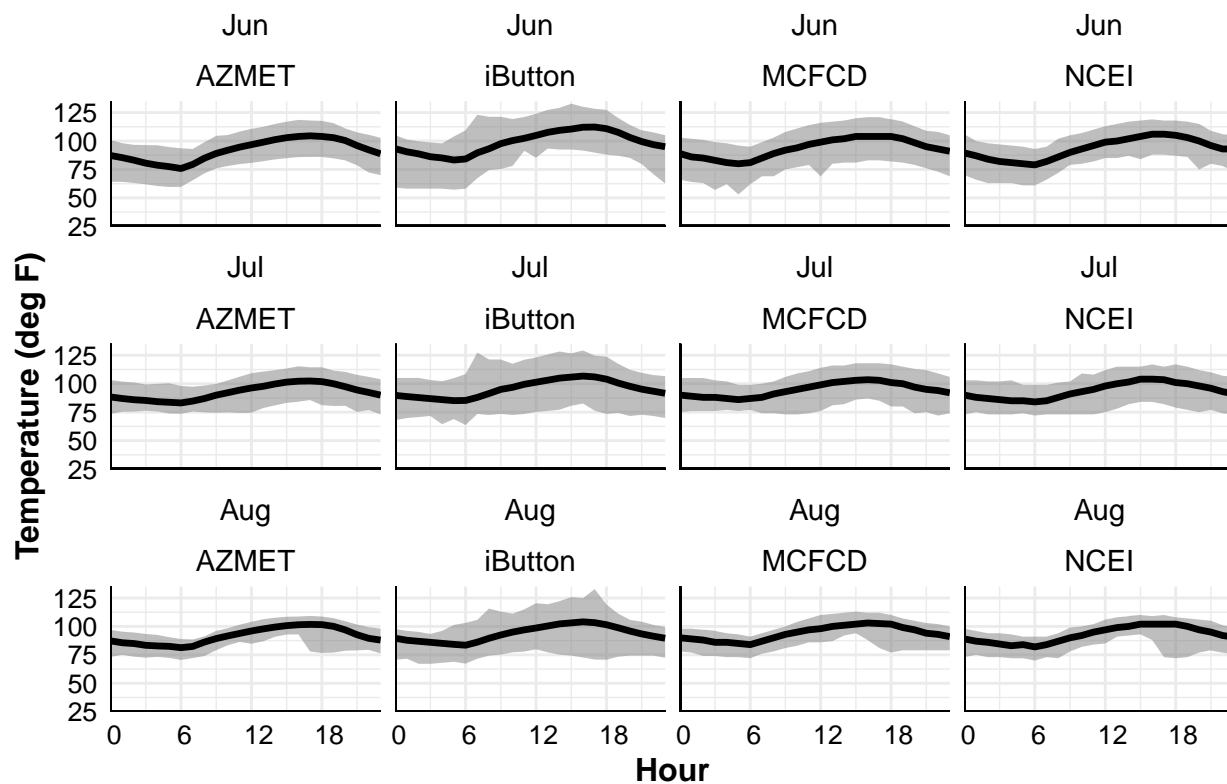 Jun Jun Jun Jun
AZMET iButton MCFCD NCEI
125
100
75
50
25
Jul Jul Jul Jul
AZMET iButton MCFCD NCEI
125
100
75
50
25
Aug Aug Aug Aug
AZMET iButton MCFCD NCEI
125
100
75
50
25
0 6 12 18 0 6 12 18 0 6 12 18 0 6 12 18
Hour
Temperature (deg F)